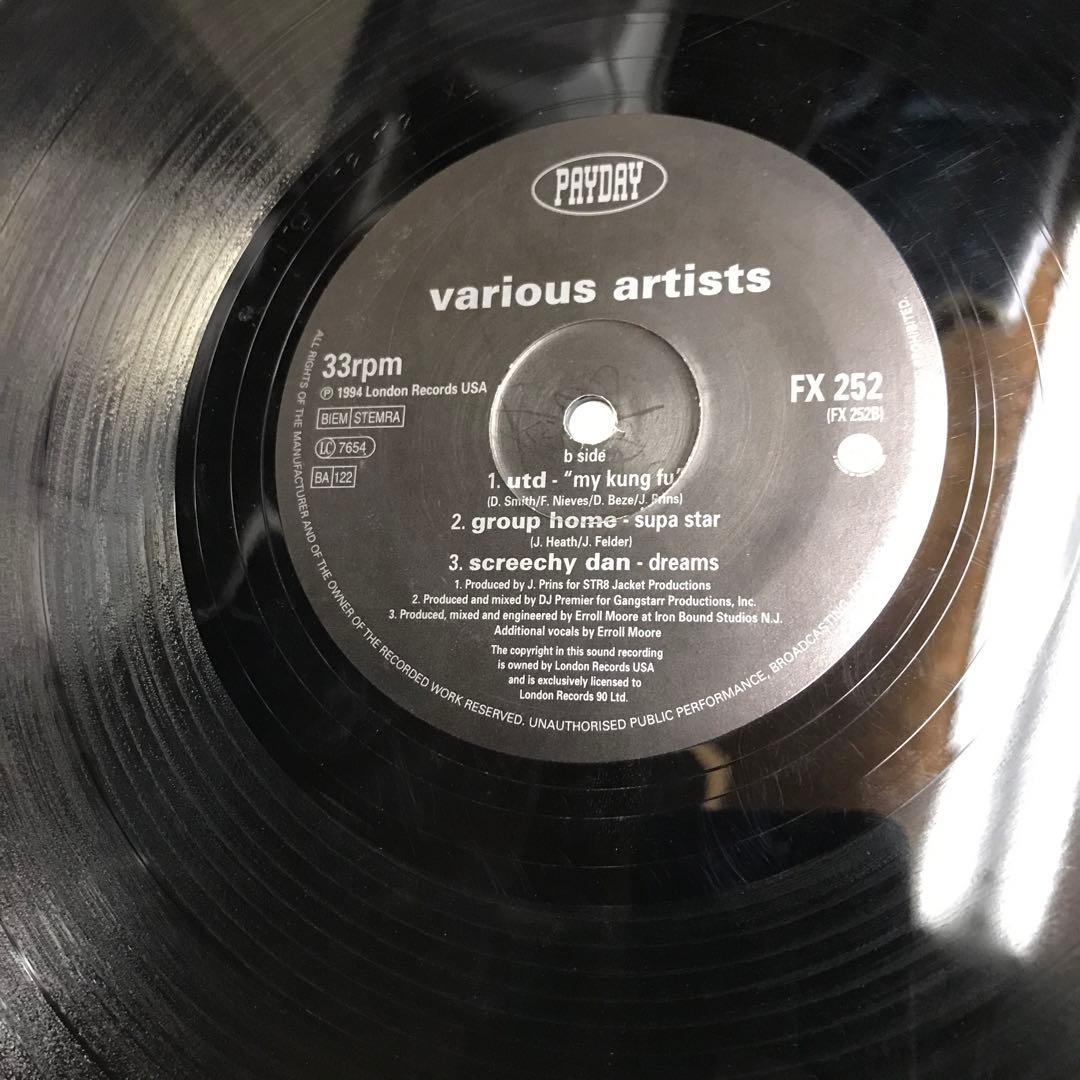 PAYDAY
various artists
33rpm
℗ 1994 London Records USA
BIEM STEMRA
LC 7654
BA 122
FX 252
(FX 252B)
b side
1. utd - “my kung fu”
(D. Smith/F. Nieves/D. Beze/J. Prins)
2. group home - supa star
(J. Heath/J. Felder)
3. screechy dan - dreams
1. Produced by J. Prins for STR8 Jacket Productions
2. Produced and mixed by DJ Premier for Gangstarr Productions, Inc.
3. Produced, mixed and engineered by Erroll Moore at Iron Bound Studios N.J.
Additional vocals by Erroll Moore
The copyright in this sound recording
is owned by London Records USA
and is exclusively licensed to
London Records 90 Ltd.
ALL RIGHTS OF THE MANUFACTURER AND OF THE OWNER OF THE RECORDED WORK RESERVED. UNAUTHORISED PUBLIC PERFORMANCE, BROADCASTING